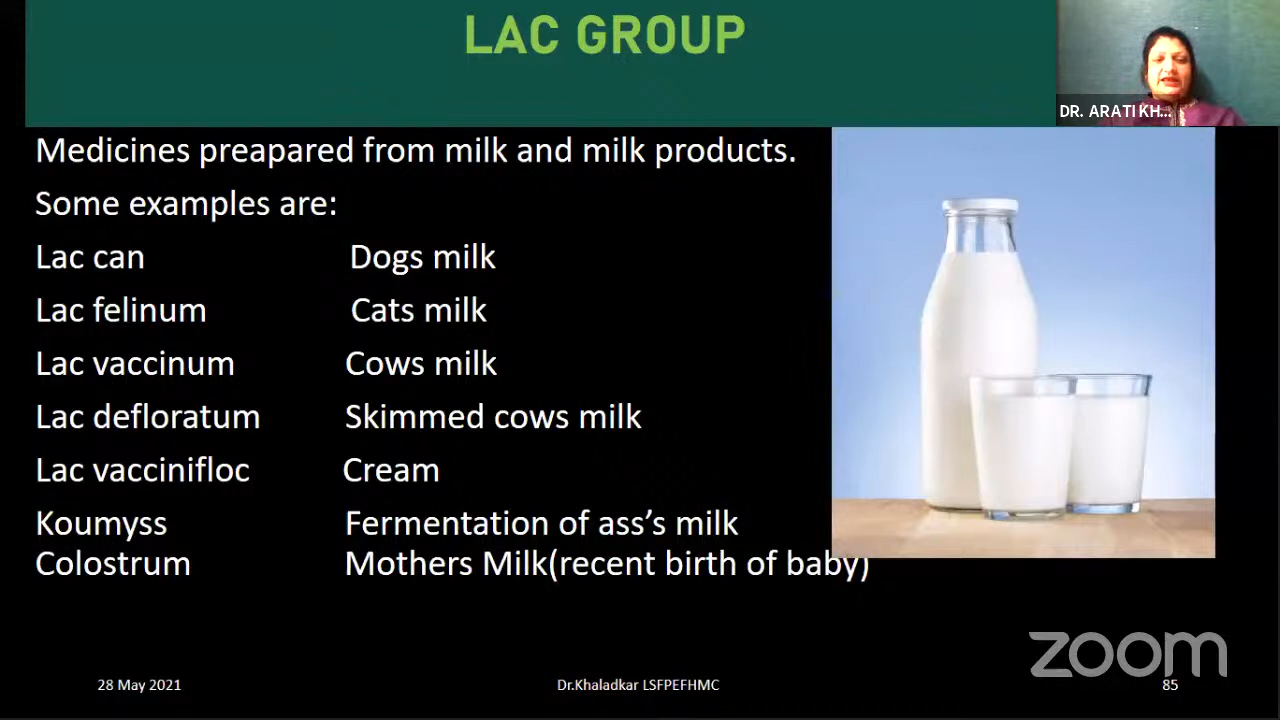 LAC GROUP
DR. ARATI KH...
Medicines preapared from milk and milk products.
Some examples are:
Lac can Dogs milk
Lac felinum Cats milk
Lac vaccinum Cows milk
Lac defloratum Skimmed cows milk
Lac vaccinifloc Cream
Koumyss Fermentation of ass’s milk
Colostrum Mothers Milk(recent birth of baby)
zoom
28 May 2021 Dr.Khaladkar LSFPEFHMC 85